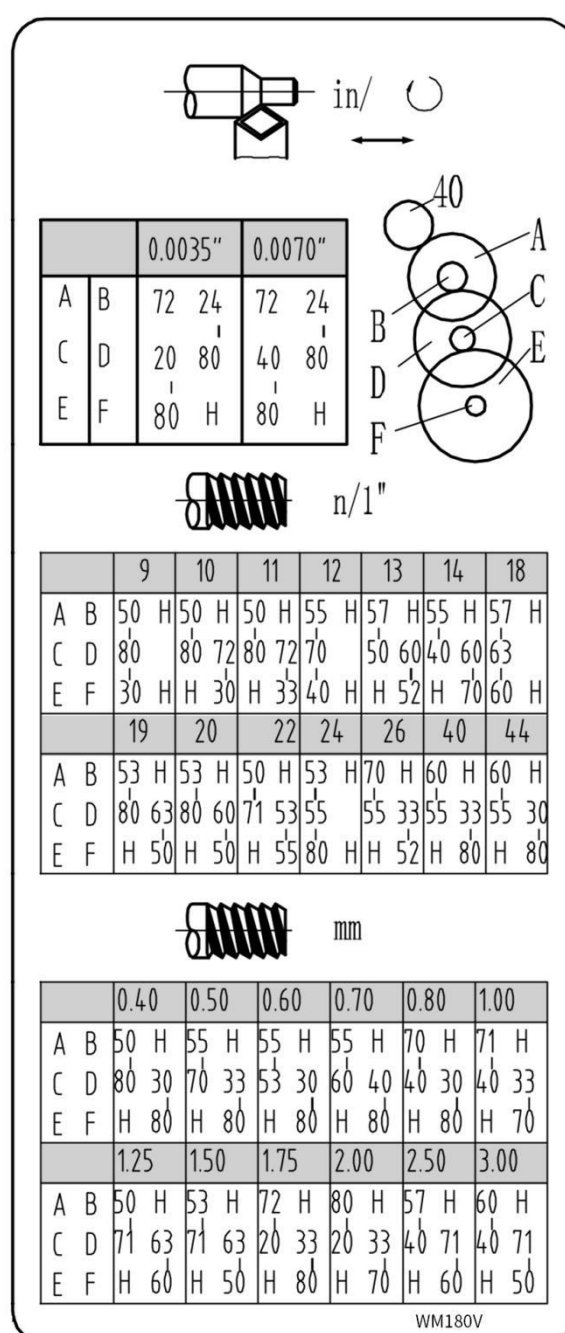 in/
40
A
B
C
D
E
F
0.0035" 0.0070"
A B 72 24 72 24
C D 20 80 40 80
E F 80 H 80 H
n/1"
9 10 11 12 13 14 18
A B 50 H 50 H 50 H 55 H 57 H 55 H 57 H
C D 80 80 72 80 72 70 50 60 40 60 63
E F 30 H H 30 H 33 40 H H 52 H 70 60 H
19 20 22 24 26 40 44
A B 53 H 53 H 50 H 53 H 70 H 60 H 60 H
C D 80 63 80 60 71 53 55 55 33 55 33 55 30
E F H 50 H 50 H 55 80 H H 52 H 80 H 80
mm
0.40 0.50 0.60 0.70 0.80 1.00
A B 50 H 55 H 55 H 55 H 70 H 71 H
C D 80 30 70 33 53 30 60 40 40 30 40 33
E F H 80 H 80 H 80 H 80 H 80 H 70
1.25 1.50 1.75 2.00 2.50 3.00
A B 50 H 53 H 72 H 80 H 57 H 60 H
C D 71 63 71 63 20 33 20 33 40 71 40 71
E F H 60 H 50 H 80 H 70 H 60 H 50
WM180V